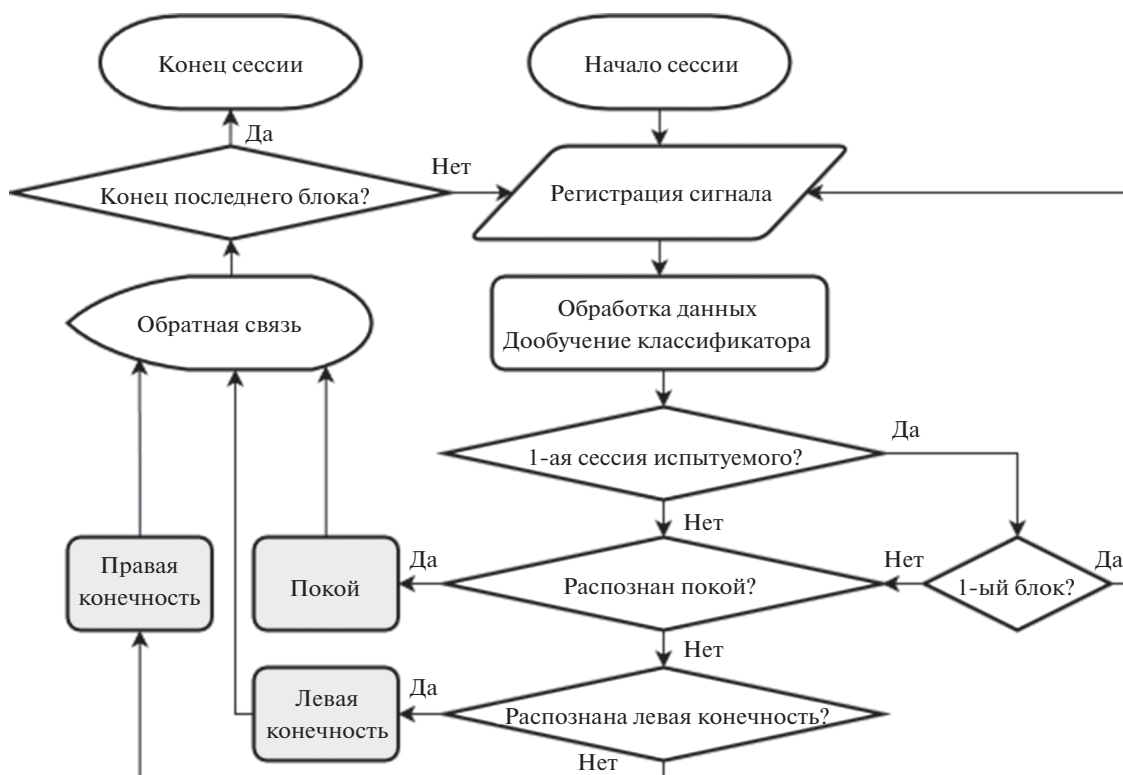 Конец сессии
Начало сессии
Да
Нет
Конец последнего блока?
Регистрация сигнала
Обратная связь
Обработка данных
Дообучение классификатора
Да
1-ая сессия испытуемого?
Нет
Правая
конечность
Покой
Да
Распознан покой?
Нет
1-ый блок?
Да
Нет
Левая
конечность
Да
Распознана левая конечность?
Нет